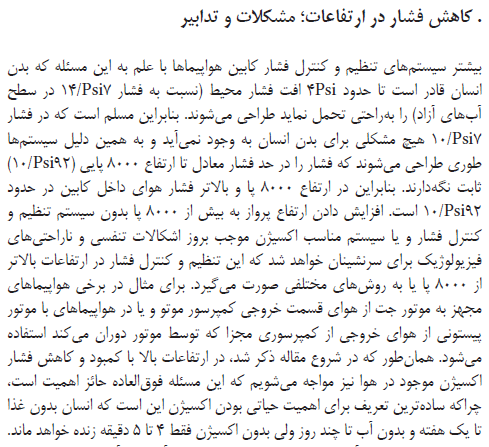 . کاهش فشار در ارتفاعات؛ مشکلات و تدابیر
بیشتر سیستم‌های تنظیم و کنترل فشار کابین هواپیماها با علم به این مسئله که بدن
انسان قادر است تا حدود ۴Psi افت فشار محیط (نسبت به فشار ۱۴/Psi۷ در سطح
آب‌های آزاد) را به‌راحتی تحمل نماید طراحی می‌شوند. بنابراین مسلم است که در فشار
۱۰/Psi۷ هیچ مشکلی برای بدن انسان به وجود نمی‌آید و به همین دلیل سیستم‌ها
طوری طراحی می‌شوند که فشار را در حد فشار معادل تا ارتفاع ۸۰۰۰ پایی (۱۰/Psi۹۲)
ثابت نگه‌دارند. بنابراین در ارتفاع ۸۰۰۰ پا و بالاتر فشار هوای داخل کابین در حدود
۱۰/Psi۹۲ است. افزایش دادن ارتفاع پرواز به بیش از ۸۰۰۰ پا بدون سیستم تنظیم و
کنترل فشار و یا سیستم مناسب اکسیژن موجب بروز اشکالات تنفسی و ناراحتی‌های
فیزیولوژیک برای سرنشینان خواهد شد که این تنظیم و کنترل فشار در ارتفاعات بالاتر
از ۸۰۰۰ پا یا به روش‌های مختلفی صورت می‌گیرد. برای مثال در برخی هواپیماهای
مجهز به موتور جت از هوای قسمت خروجی کمپرسور موتو و یا در هواپیماهای با موتور
پیستونی از هوای خروجی از کمپرسوری مجزا که توسط موتور دوران می‌کند استفاده
می‌شود. همان‌طور که در شروع مقاله ذکر شد، در ارتفاعات بالا با کمبود و کاهش فشار
اکسیژن موجود در هوا نیز مواجه می‌شویم که این مسئله فوق‌العاده حائز اهمیت است،
چراکه ساده‌ترین تعریف برای اهمیت حیاتی بودن اکسیژن این است که انسان بدون غذا
تا یک هفته و بدون آب تا چند روز ولی بدون اکسیژن فقط ۴ تا ۵ دقیقه زنده خواهد ماند.